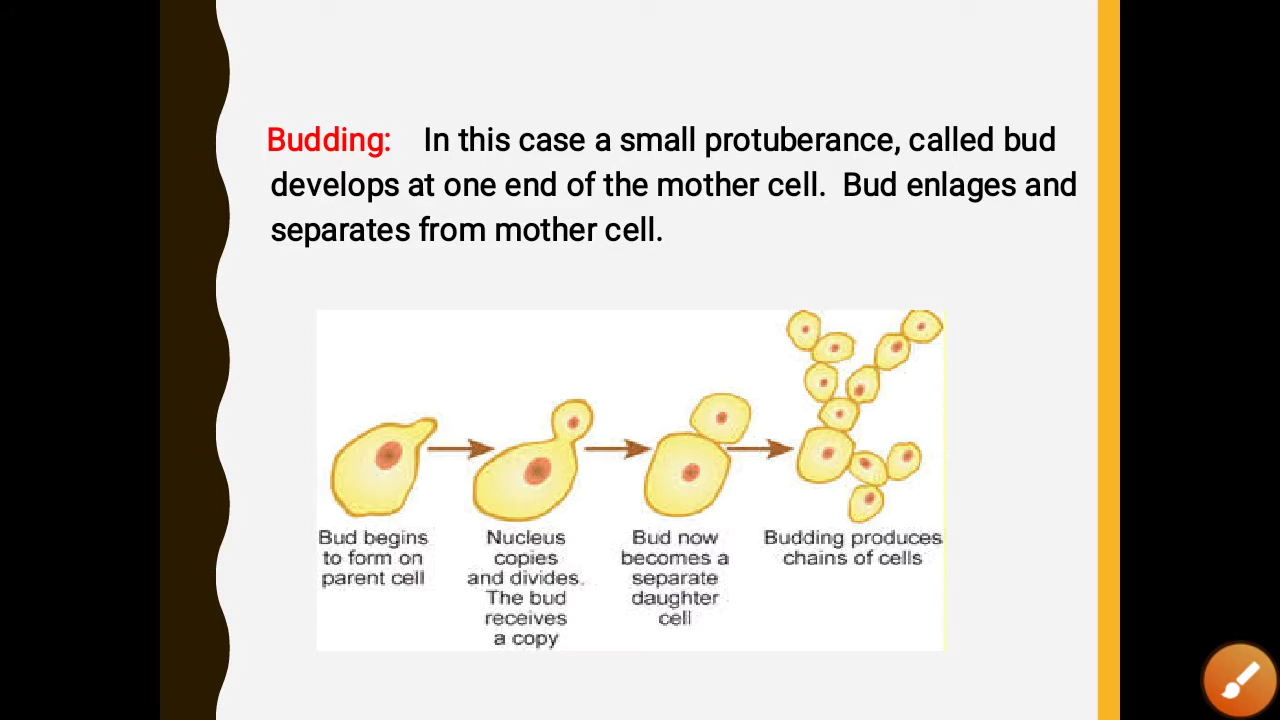 Budding: In this case a small protuberance, called bud
develops at one end of the mother cell. Bud enlages and
separates from mother cell.
Bud begins
to form on
parent cell
Nucleus
copies
and divides.
The bud
receives
a copy
Bud now
becomes a
separate
daughter
cell
Budding produces
chains of cells